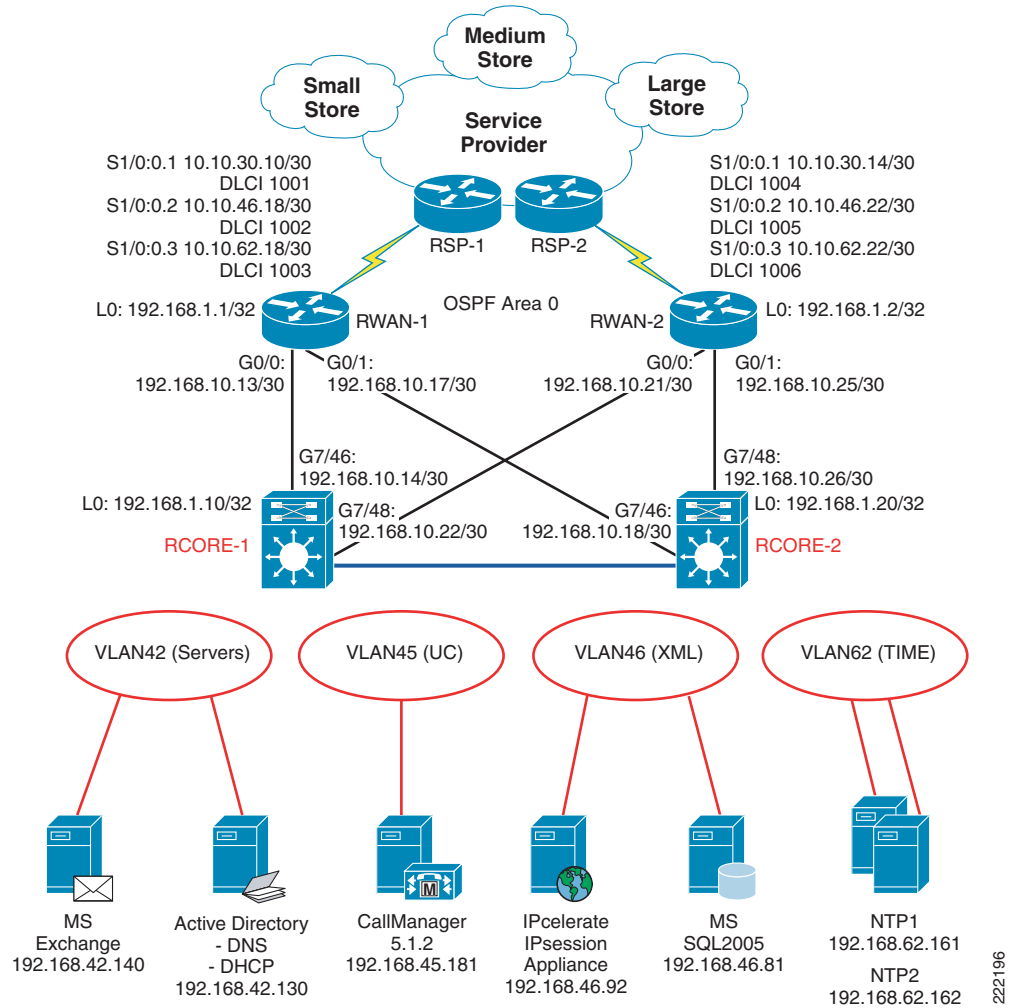 Medium
Store
Small
Store
Large
Store
Service
Provider
S1/0:0.1 10.10.30.10/30
DLCI 1001
S1/0:0.2 10.10.46.18/30
DLCI 1002
S1/0:0.3 10.10.62.18/30
DLCI 1003
S1/0:0.1 10.10.30.14/30
DLCI 1004
S1/0:0.2 10.10.46.22/30
DLCI 1005
S1/0:0.3 10.10.62.22/30
DLCI 1006
RSP-1
RSP-2
L0: 192.168.1.1/32
RWAN-1
OSPF Area 0
RWAN-2
L0: 192.168.1.2/32
G0/0:
192.168.10.13/30
G0/1:
192.168.10.17/30
G0/0:
192.168.10.21/30
G0/1:
192.168.10.25/30
G7/46:
192.168.10.14/30
G7/48:
192.168.10.26/30
L0: 192.168.1.10/32
G7/48:
192.168.10.22/30
G7/46:
192.168.10.18/30
L0: 192.168.1.20/32
RCORE-1
RCORE-2
VLAN42 (Servers)
VLAN45 (UC)
VLAN46 (XML)
VLAN62 (TIME)
M
MS
Exchange
192.168.42.140
Active Directory
- DNS
- DHCP
192.168.42.130
CallManager
5.1.2
192.168.45.181
IPcelerate
IPsession
Appliance
192.168.46.92
MS
SQL2005
192.168.46.81
NTP1
192.168.62.161
NTP2
192.168.62.162
222196